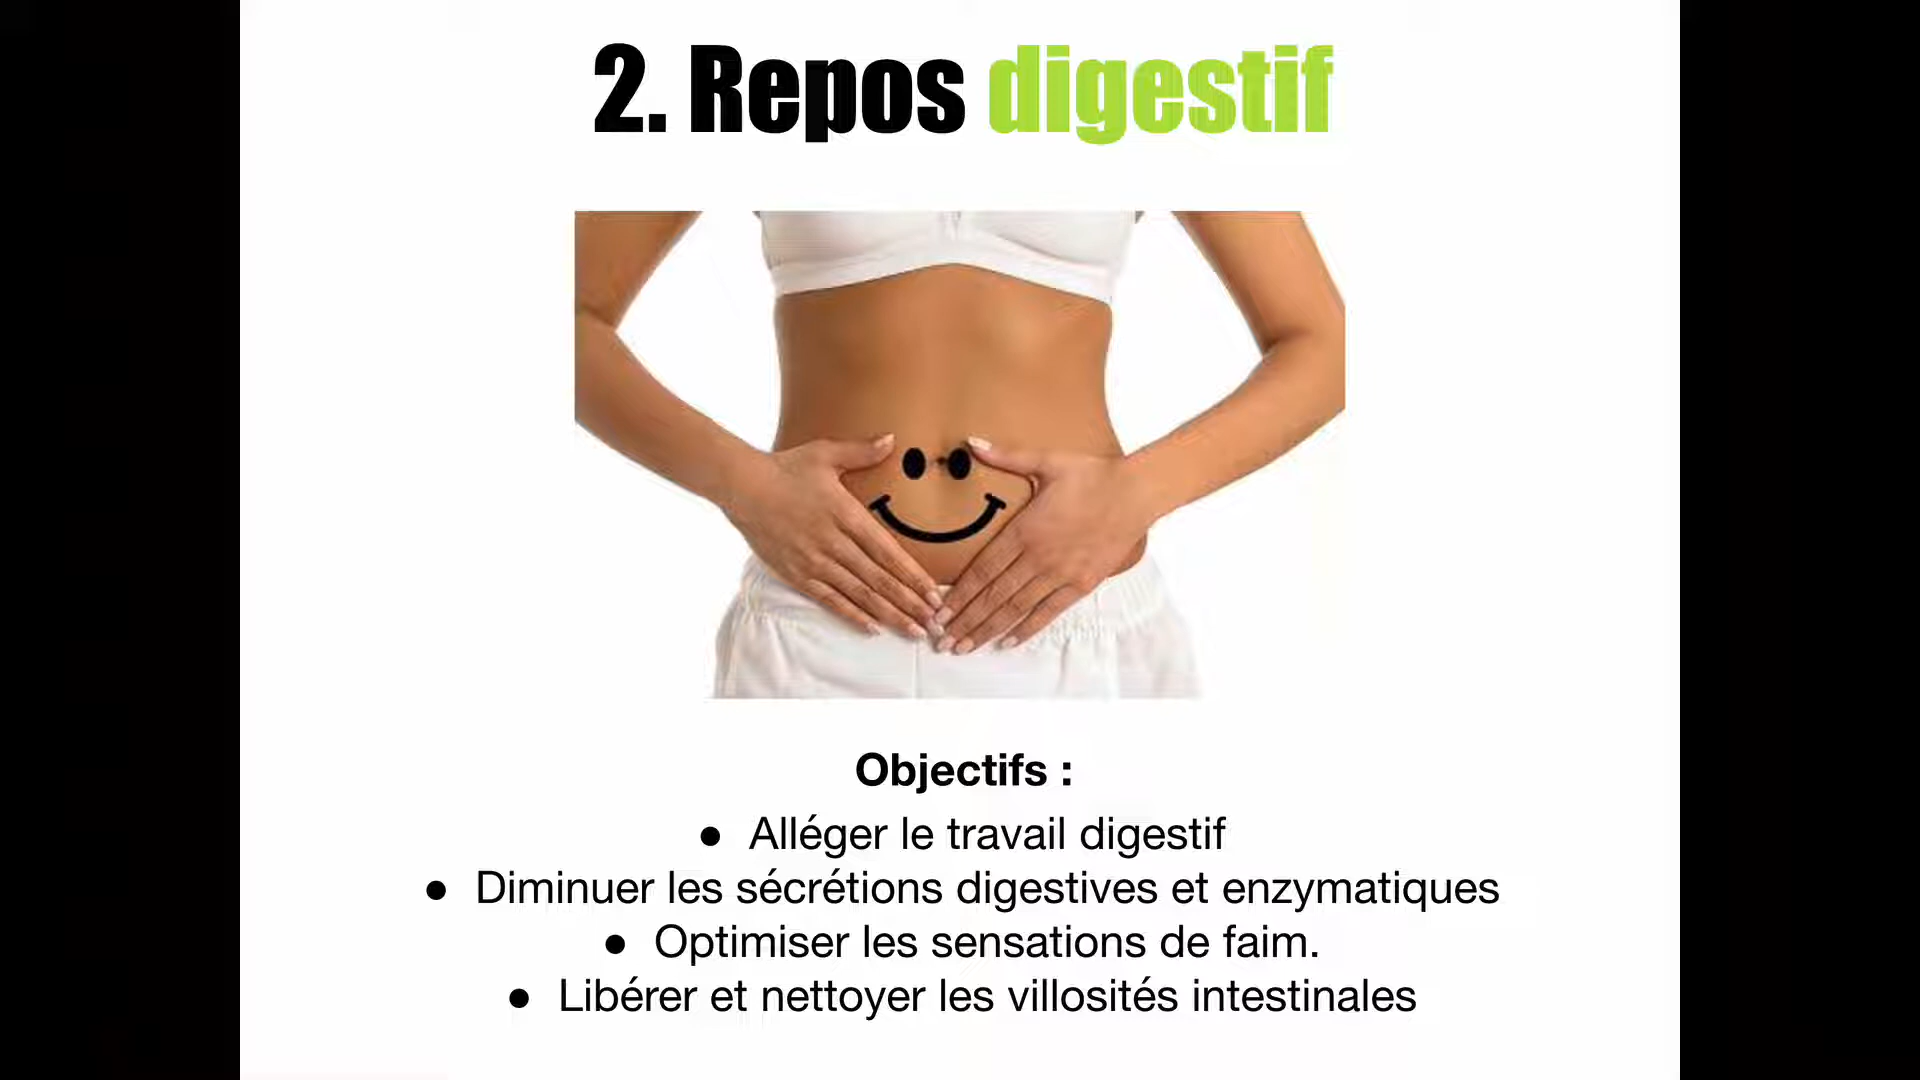 2. Repos digestif
Objectifs :
● Alléger le travail digestif
● Diminuer les sécrétions digestives et enzymatiques
● Optimiser les sensations de faim.
● Libérer et nettoyer les villosités intestinales